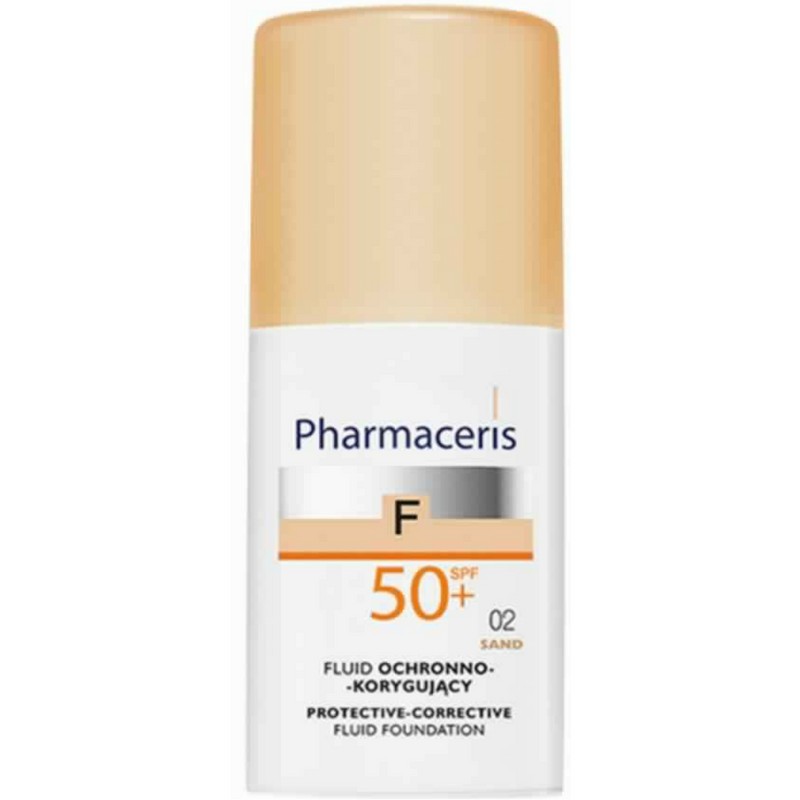 Pharmaceris
F
50+ SPF
02
SAND
FLUID OCHRONNO-
-KORYGUJĄCY
PROTECTIVE-CORRECTIVE
FLUID FOUNDATION